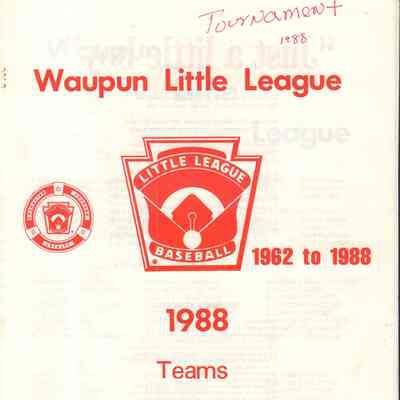 Tournament
1988
Waupun Little League
LITTLE LEAGUE
BASEBALL
1962 to 1988
1988
Teams